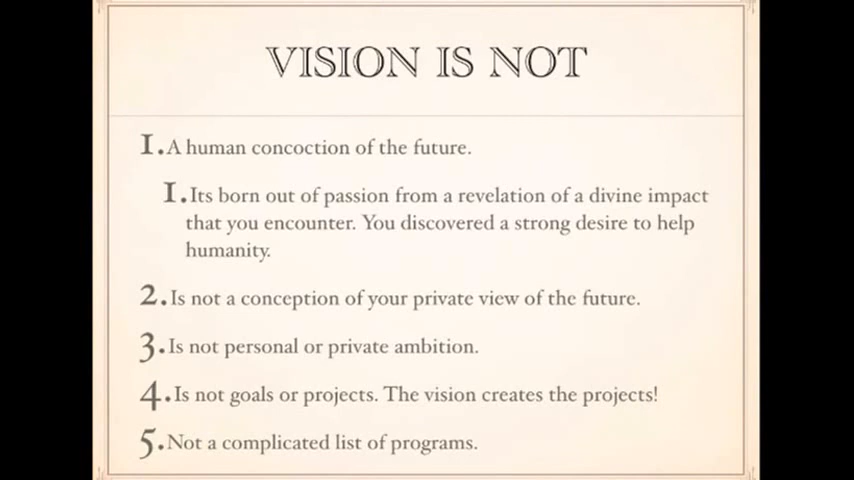 VISION IS NOT
1. A human concoction of the future.
1. Its born out of passion from a revelation of a divine impact
that you encounter. You discovered a strong desire to help
humanity.
2. Is not a conception of your private view of the future.
3. Is not personal or private ambition.
4. Is not goals or projects. The vision creates the projects!
5. Not a complicated list of programs.